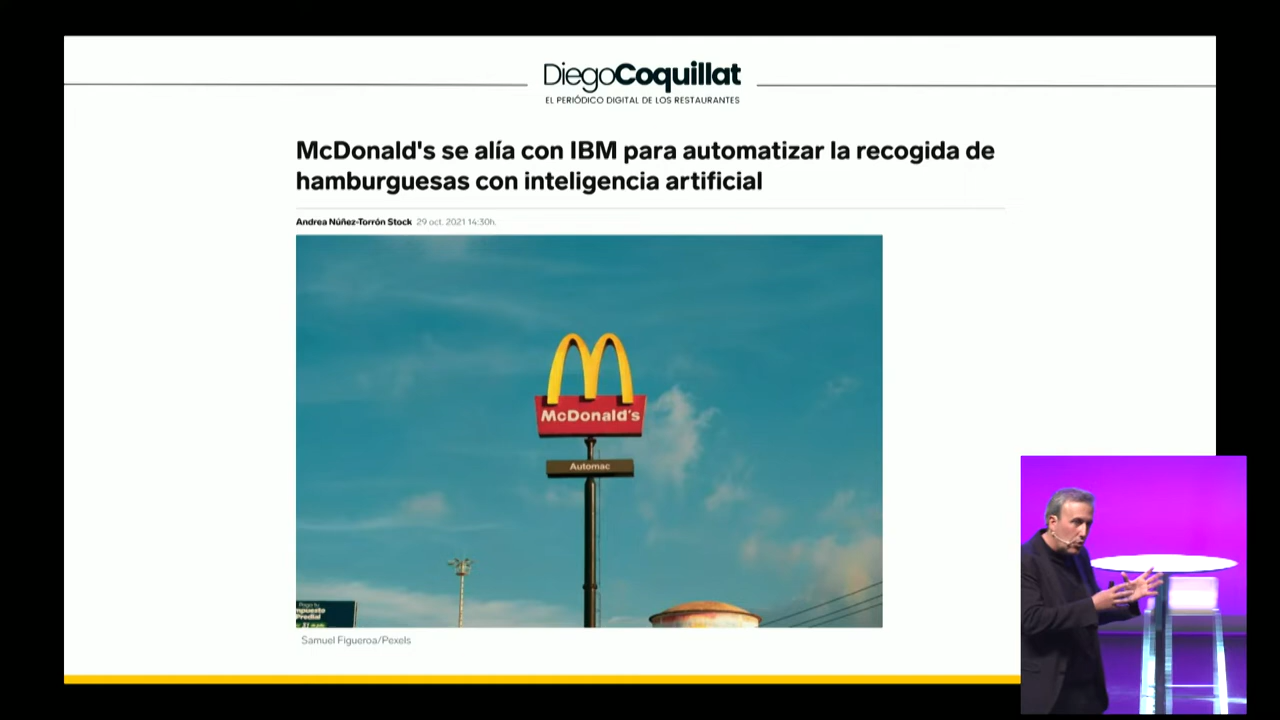 DiegoCoquillat
EL PERIÓDICO DIGITAL DE LOS RESTAURANTES
McDonald's se alía con IBM para automatizar la recogida de
hamburguesas con inteligencia artificial
Andrea Núñez-Torrón Stock 29 oct. 2021 14:30h.
McDonald's
Automac
Predial
Samuel Figueroa/Pexels